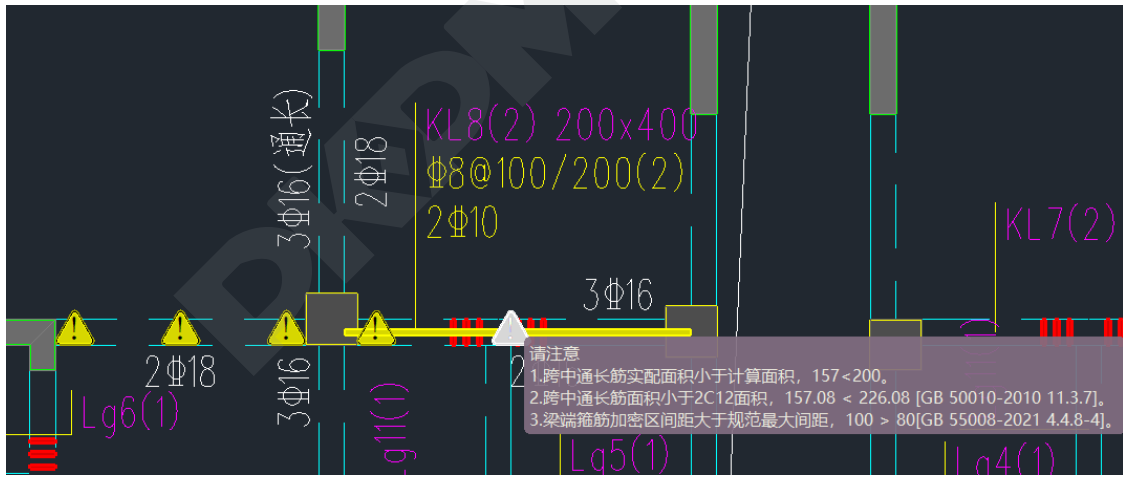 3Φ16(通长)
2Φ18
KL8(2) 200x400
Φ8@100/200(2)
2Φ10
KL7(2)
3Φ16
2Φ18
3Φ16
Lg6(1)
g11(1)
请注意
1.跨中通长筋实配面积小于计算面积，157<200。
2.跨中通长筋面积小于2C12面积，157.08 < 226.08 [GB 50010-2010 11.3.7]。
3.梁端箍筋加密区间距大于规范最大间距，100 > 80[GB 55008-2021 4.4.8-4]。
Lg5(1)
Lg4(1)